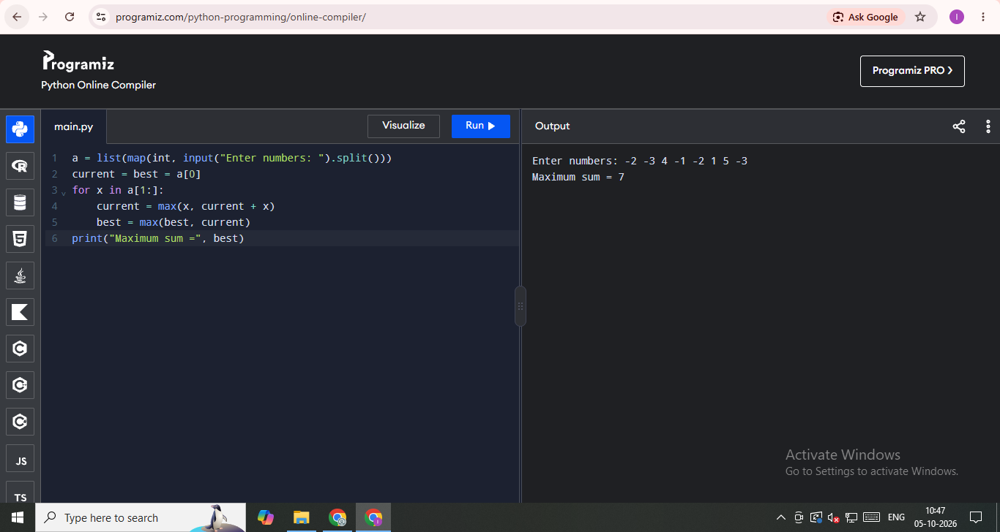 programiz.com/python-programming/online-compiler/
Ask Google
I
Programiz
Python Online Compiler
Programiz PRO
main.py
Visualize
Run
Output
1 a = list(map(int, input("Enter numbers: ").split()))
2 current = best = a[0]
3 for x in a[1:]:
4     current = max(x, current + x)
5     best = max(best, current)
6 print("Maximum sum =", best)
Enter numbers: -2 -3 4 -1 -2 1 5 -3
Maximum sum = 7
R
5
C
C
C
JS
TS
Activate Windows
Go to Settings to activate Windows.
Type here to search
ENG
10:47
05-10-2026